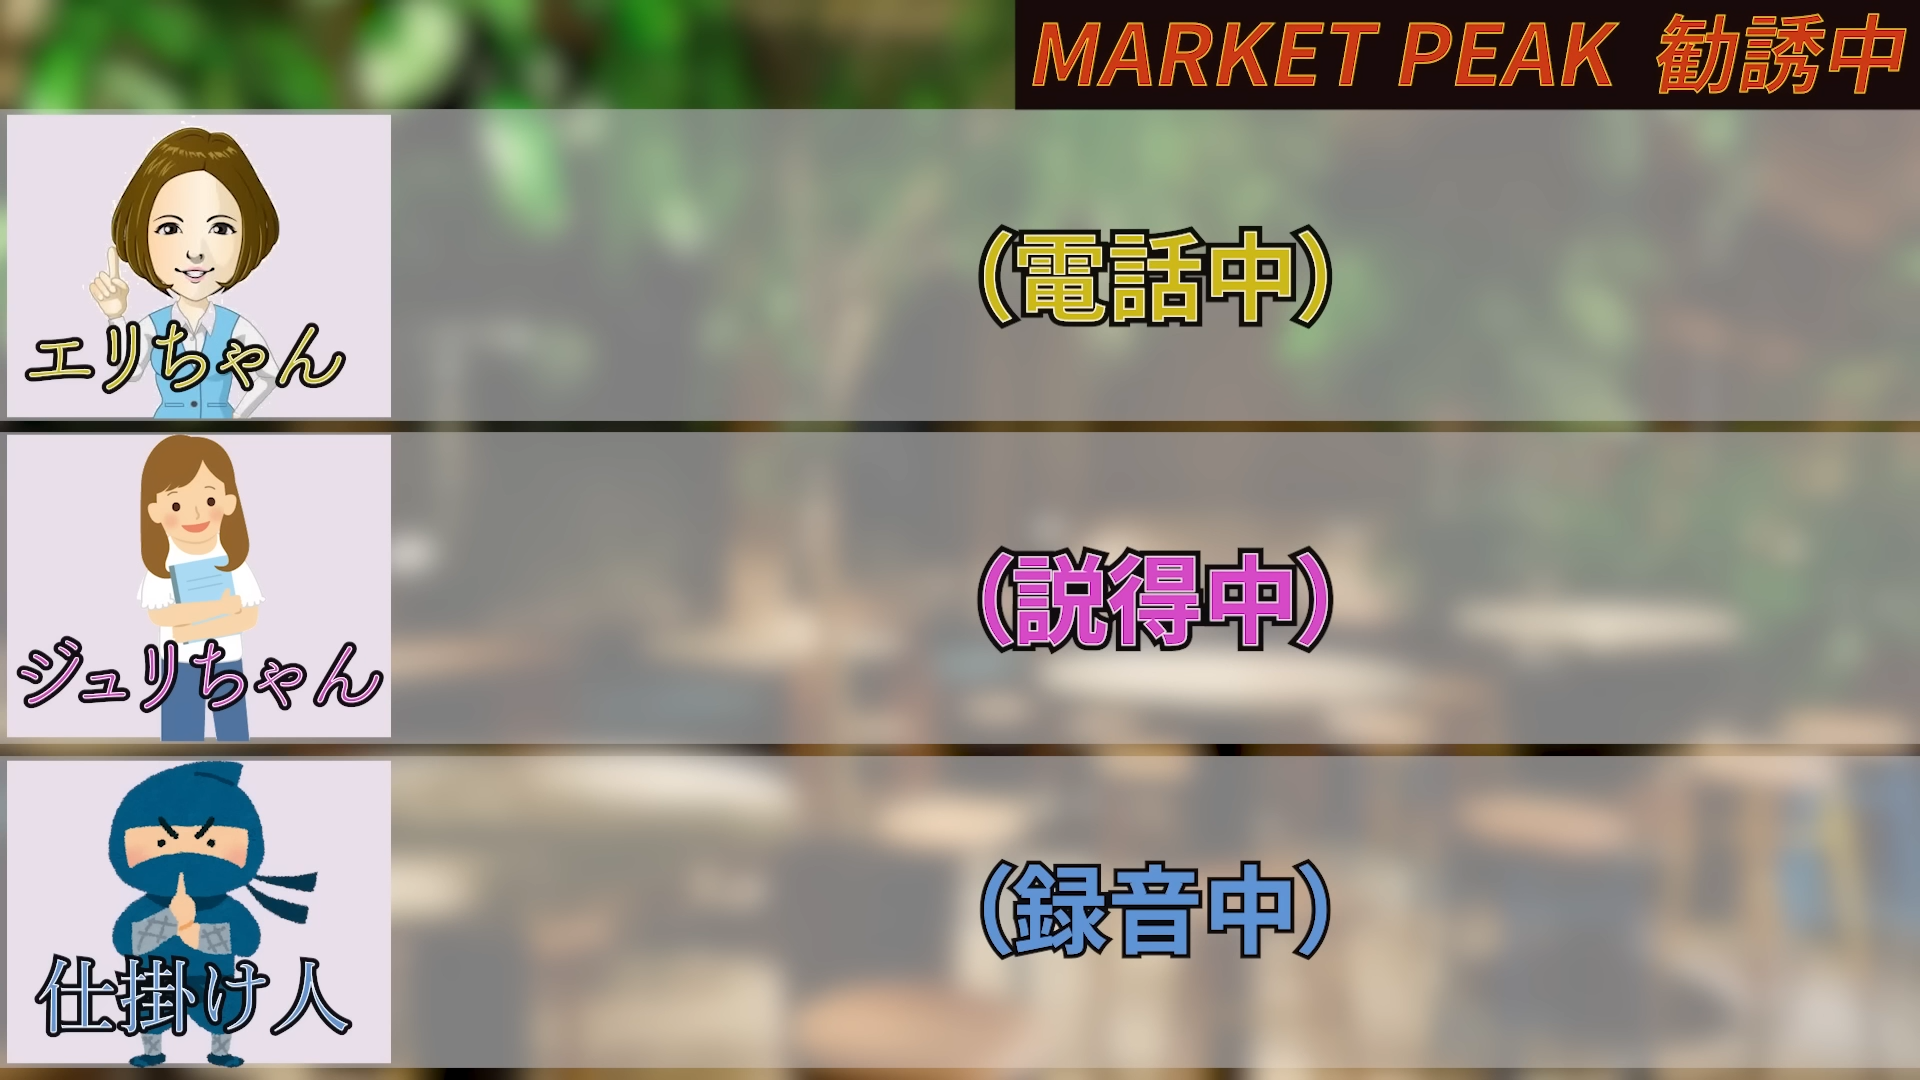 MARKET PEAK 勧誘中
エリちゃん
（電話中）
ジュリちゃん
（説得中）
仕掛け人
（録音中）